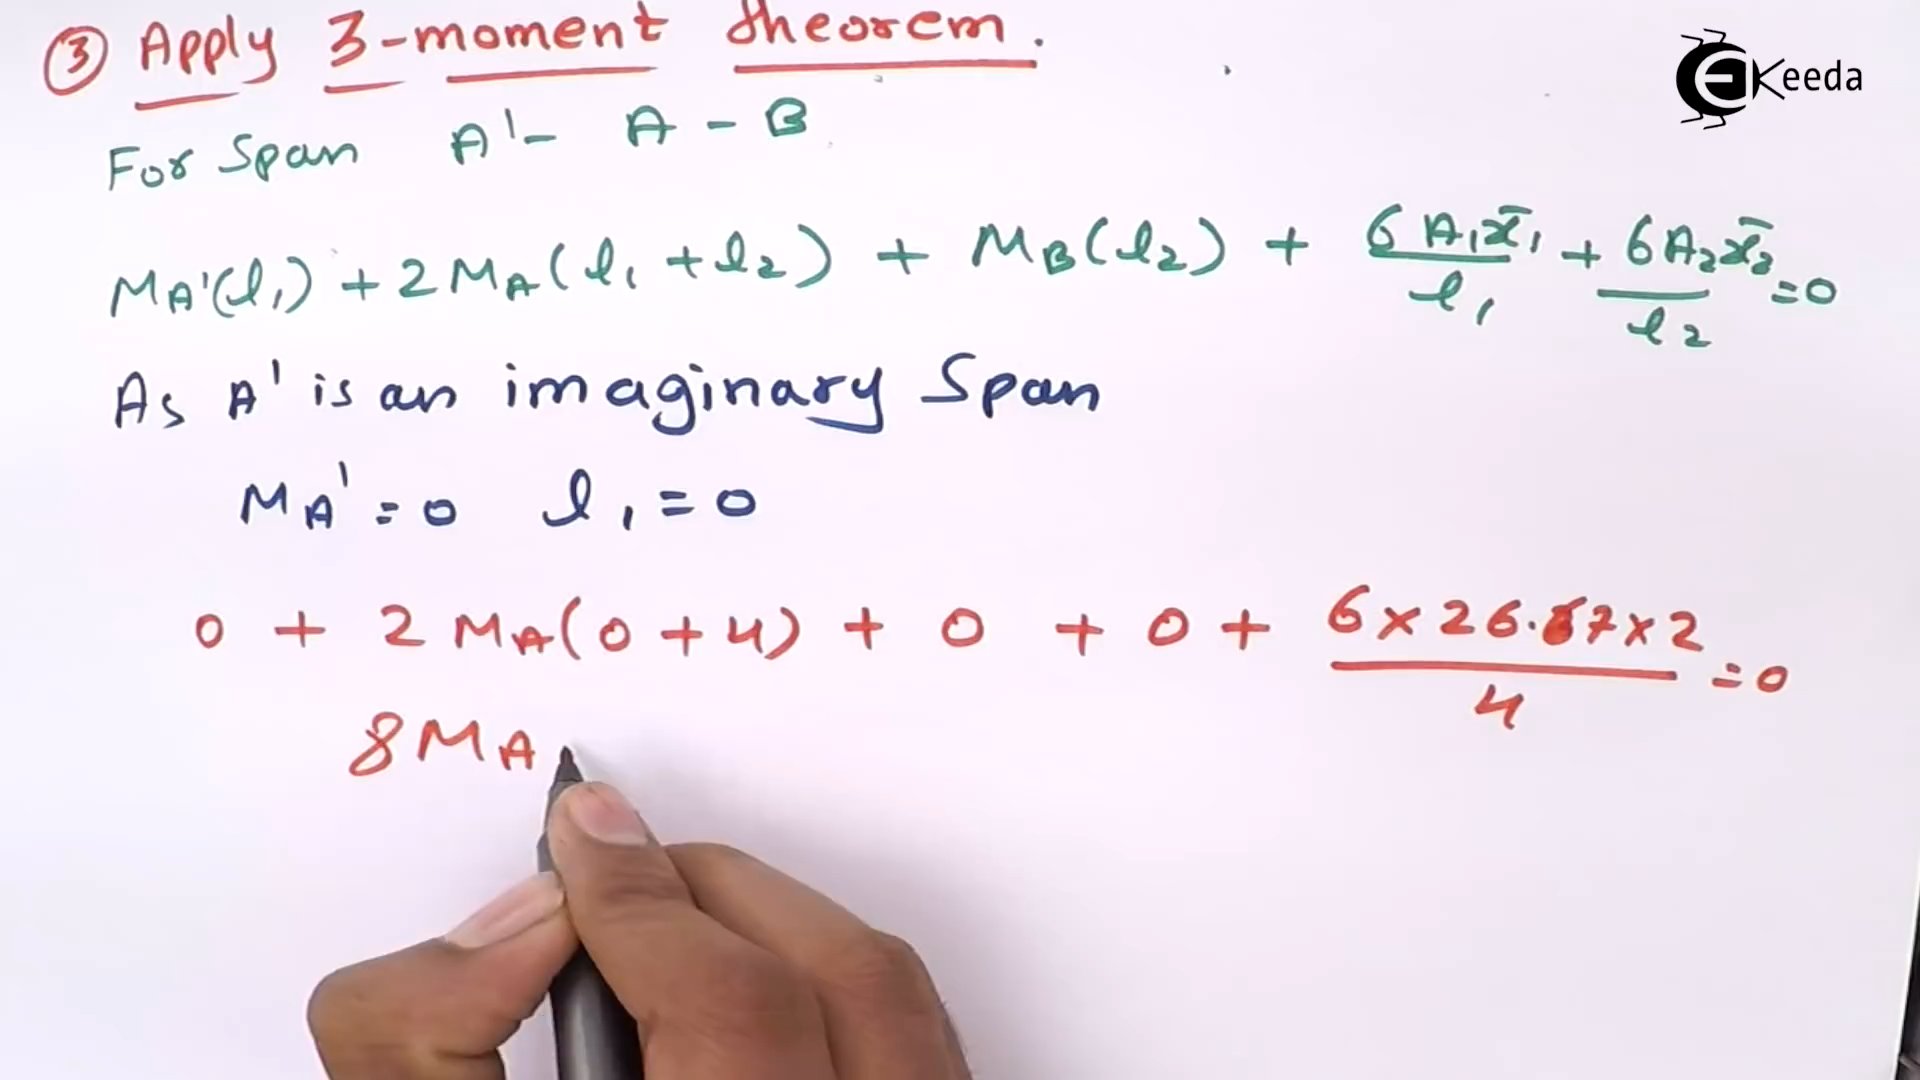 ③ Apply 3-moment theorem.
EKeeda
For Span A' - A - B
MA'(l1) + 2MA(l1 + l2) + MB(l2) + 6A1x̄1/l1 + 6A2x̄2/l2 = 0
As A' is an imaginary Span
MA' = 0 l1 = 0
0 + 2MA(0 + 4) + 0 + 0 + 6×26.67×2/4 = 0
8MA